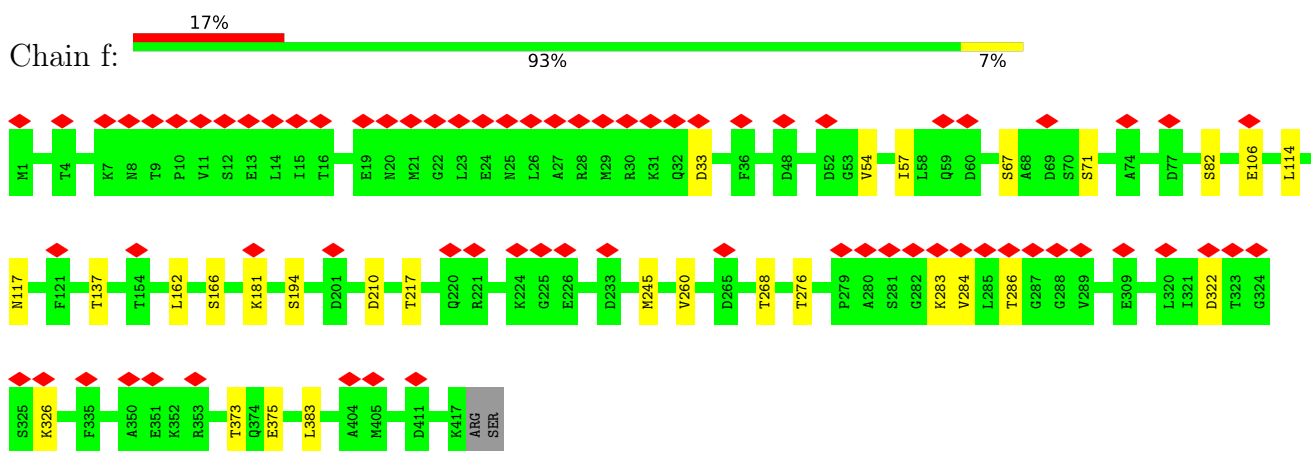 17%
Chain f:
93% 7%
M1 T4 K7 N8 T9 P10 V11 S12 E13 L14 I15 T16 E19 N20 M21 G22 L23 E24 N25 L26 A27 R28 M29 R30 K31 Q32 D33 F36 D48 D52 G53 V54 I57 L58 Q59 D60 S67 A68 D69 S70 S71 A74 D77 S82 E106 L114
N117 F121 T137 T154 L162 S166 K181 S194 D201 D210 T217 Q220 R221 K224 G225 E226 D233 M245 V260 D265 T268 T276 P279 A280 S281 G282 K283 V284 L285 T286 G287 G288 V289 E309 L320 I321 D322 T323 G324
S325 K326 F335 A350 E351 K352 R353 T373 Q374 E375 L383 A404 M405 D411 K417 ARG SER